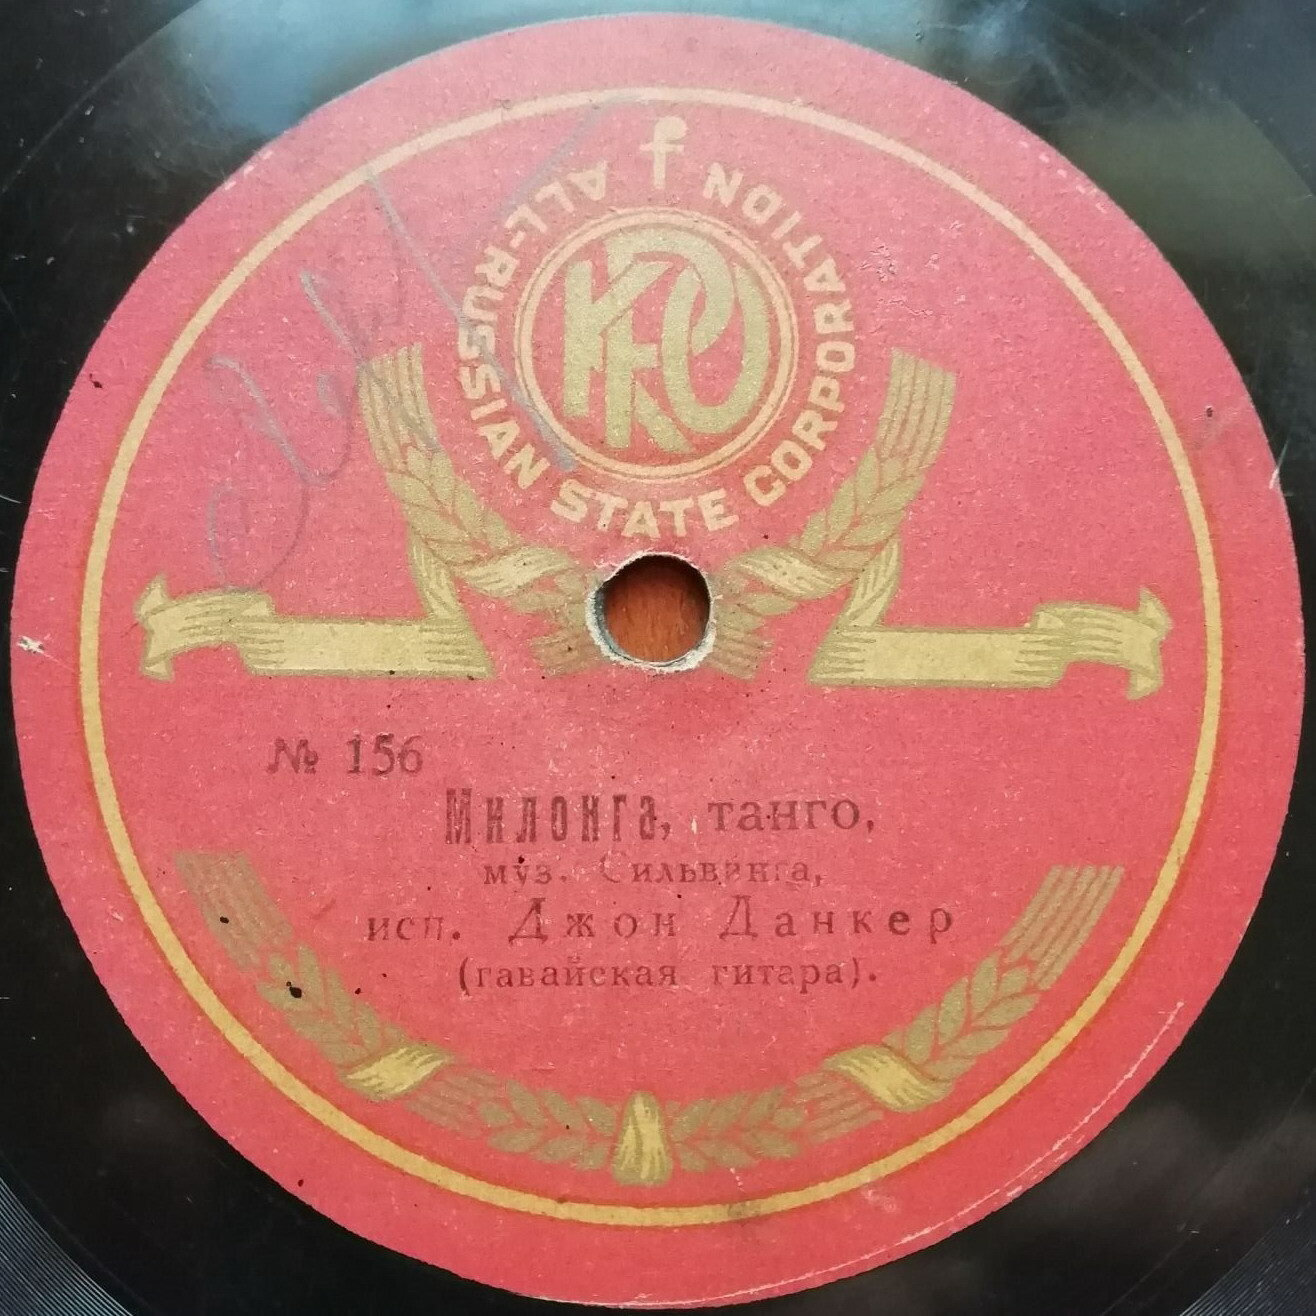 ALL-RUSSIAN STATE CORPORATION
№ 156
Милонга, танго,
муз. Сильвинга,
исп. Джон Данкер
(гавайская гитара).